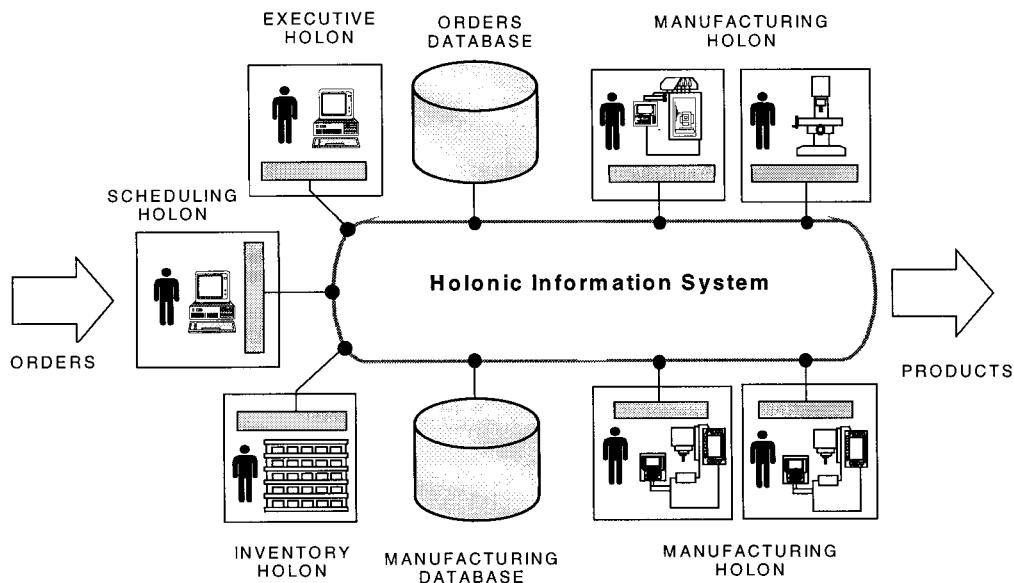 EXECUTIVE
HOLON
ORDERS
DATABASE
MANUFACTURING
HOLON
SCHEDULING
HOLON
Holonic Information System
ORDERS
PRODUCTS
INVENTORY
HOLON
MANUFACTURING
DATABASE
MANUFACTURING
HOLON